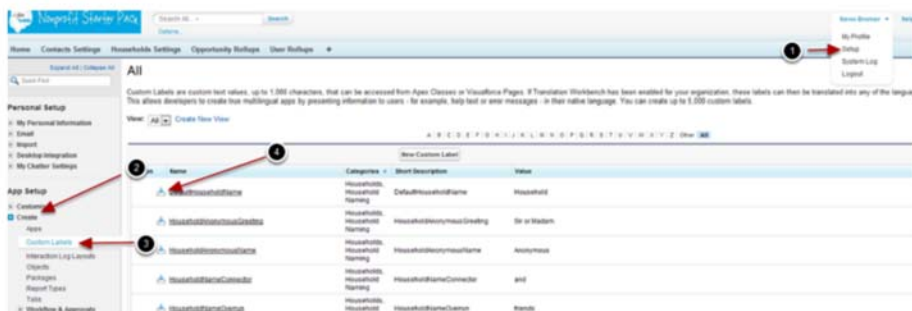 Nonprofit Starter Pack
Search All...
Search
Options...
My Profile
Setup
System Log
Logout
Home Contacts Settings Households Settings Opportunity Rollups User Rollups +
1
Expand All | Collapse All
Quick Find
Personal Setup
My Personal Information
Email
Import
Desktop Integration
My Chatter Settings
2
App Setup
Create
Apps
Custom Labels
3
Interaction Log Layouts
Objects
Packages
Report Types
Tabs
Workflow & Approvals
All
Custom Labels are custom text values, up to 1,000 characters, that can be accessed from Apex Classes or Visualforce Pages. If Translation Workbench has been enabled for your organization, these labels can then be translated into any of the
This allows developers to create true multilingual apps by presenting information to users - for example, help text or error messages - in their native language. You can create up to 5,000 custom labels.
View: All Create New View
A B C D E F G H I J K L M N O P Q R S T U V W X Y Z Other All
New Custom Label
4
Name Categories Short Description Value
DefaultHouseholdName Households, Household Naming DefaultHouseholdName Household
HouseholdAnonymousGreeting Households, Household Naming HouseholdAnonymousGreeting Sir or Madam
HouseholdAnonymousName Households, Household Naming HouseholdAnonymousName Anonymous
HouseholdNameConnector Households, Household Naming HouseholdNameConnector and
HouseholdNameOverrun Households, Household HouseholdNameOverrun friends